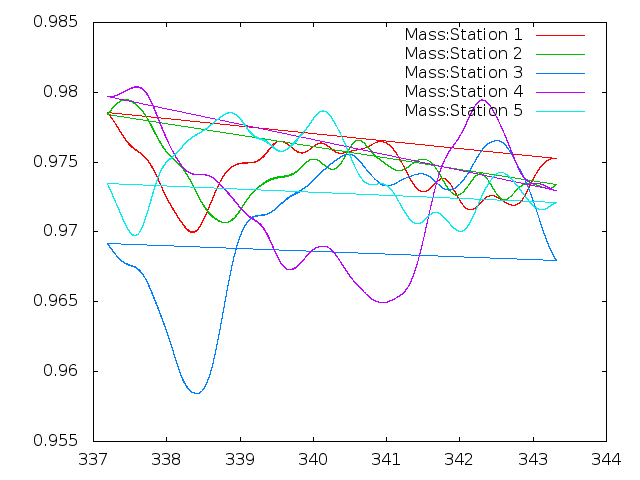 0.985
Mass:Station 1
Mass:Station 2
Mass:Station 3
Mass:Station 4
Mass:Station 5
0.98
0.975
0.97
0.965
0.96
0.955
337 338 339 340 341 342 343 344